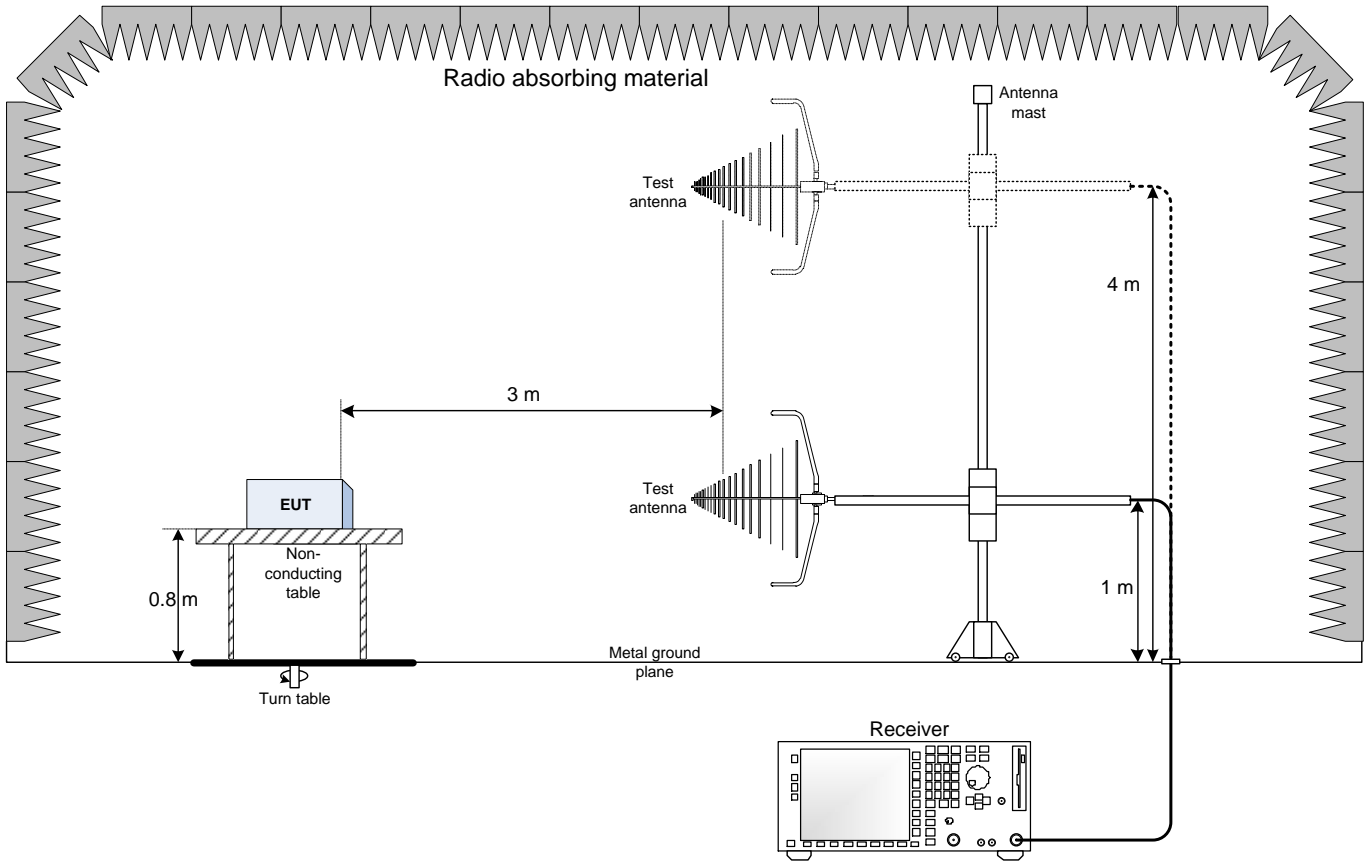 Radio absorbing material
Antenna
mast
Test
antenna
4 m
3 m
Test
antenna
EUT
Non-
conducting
table
0.8 m
1 m
Metal ground
plane
Turn table
Receiver